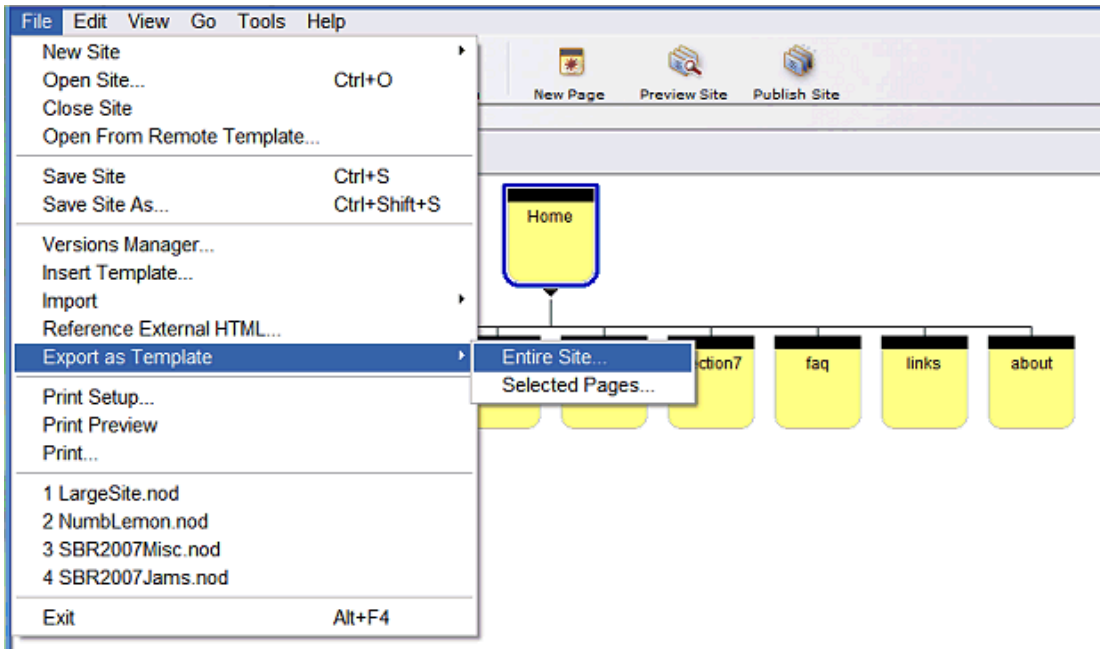 File Edit View Go Tools Help
New Site
Open Site... Ctrl+O
Close Site
Open From Remote Template...
Save Site Ctrl+S
Save Site As... Ctrl+Shift+S
Versions Manager...
Insert Template...
Import
Reference External HTML...
Export as Template
Print Setup...
Print Preview
Print...
1 LargeSite.nod
2 NumbLemon.nod
3 SBR2007Misc.nod
4 SBR2007Jams.nod
Exit Alt+F4
Entire Site...
Selected Pages...
New Page Preview Site Publish Site
Home
ction7 faq links about